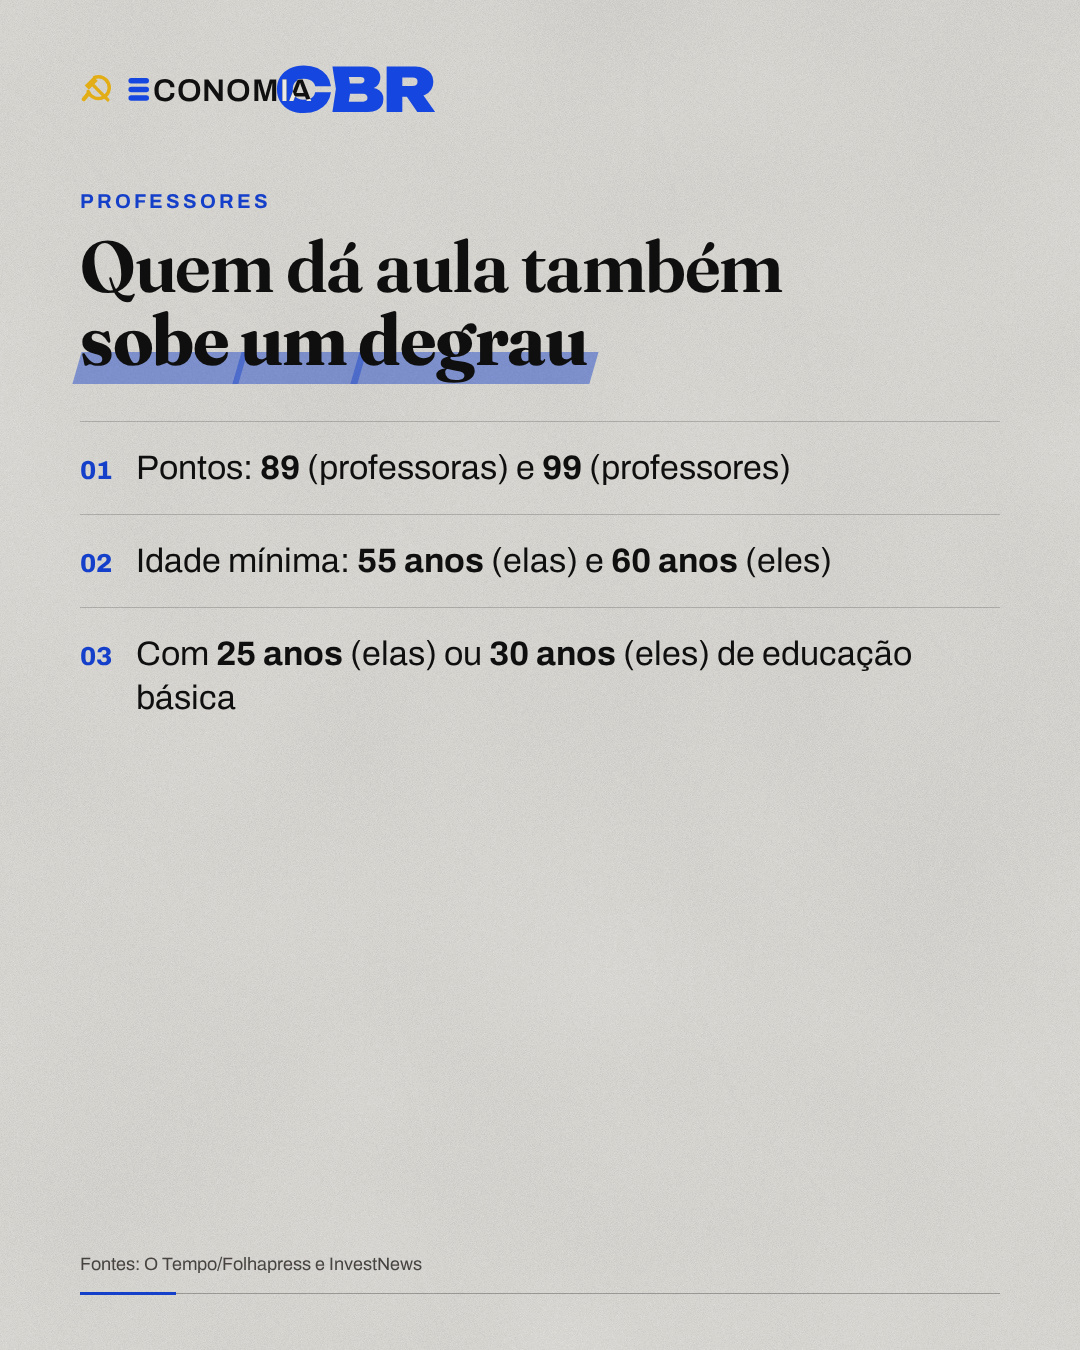 ECONOMIA CBR
PROFESSORES
Quem dá aula também
sobe um degrau
01 Pontos: 89 (professoras) e 99 (professores)
02 Idade mínima: 55 anos (elas) e 60 anos (eles)
03 Com 25 anos (elas) ou 30 anos (eles) de educação
básica
Fontes: O Tempo/Folhapress e InvestNews